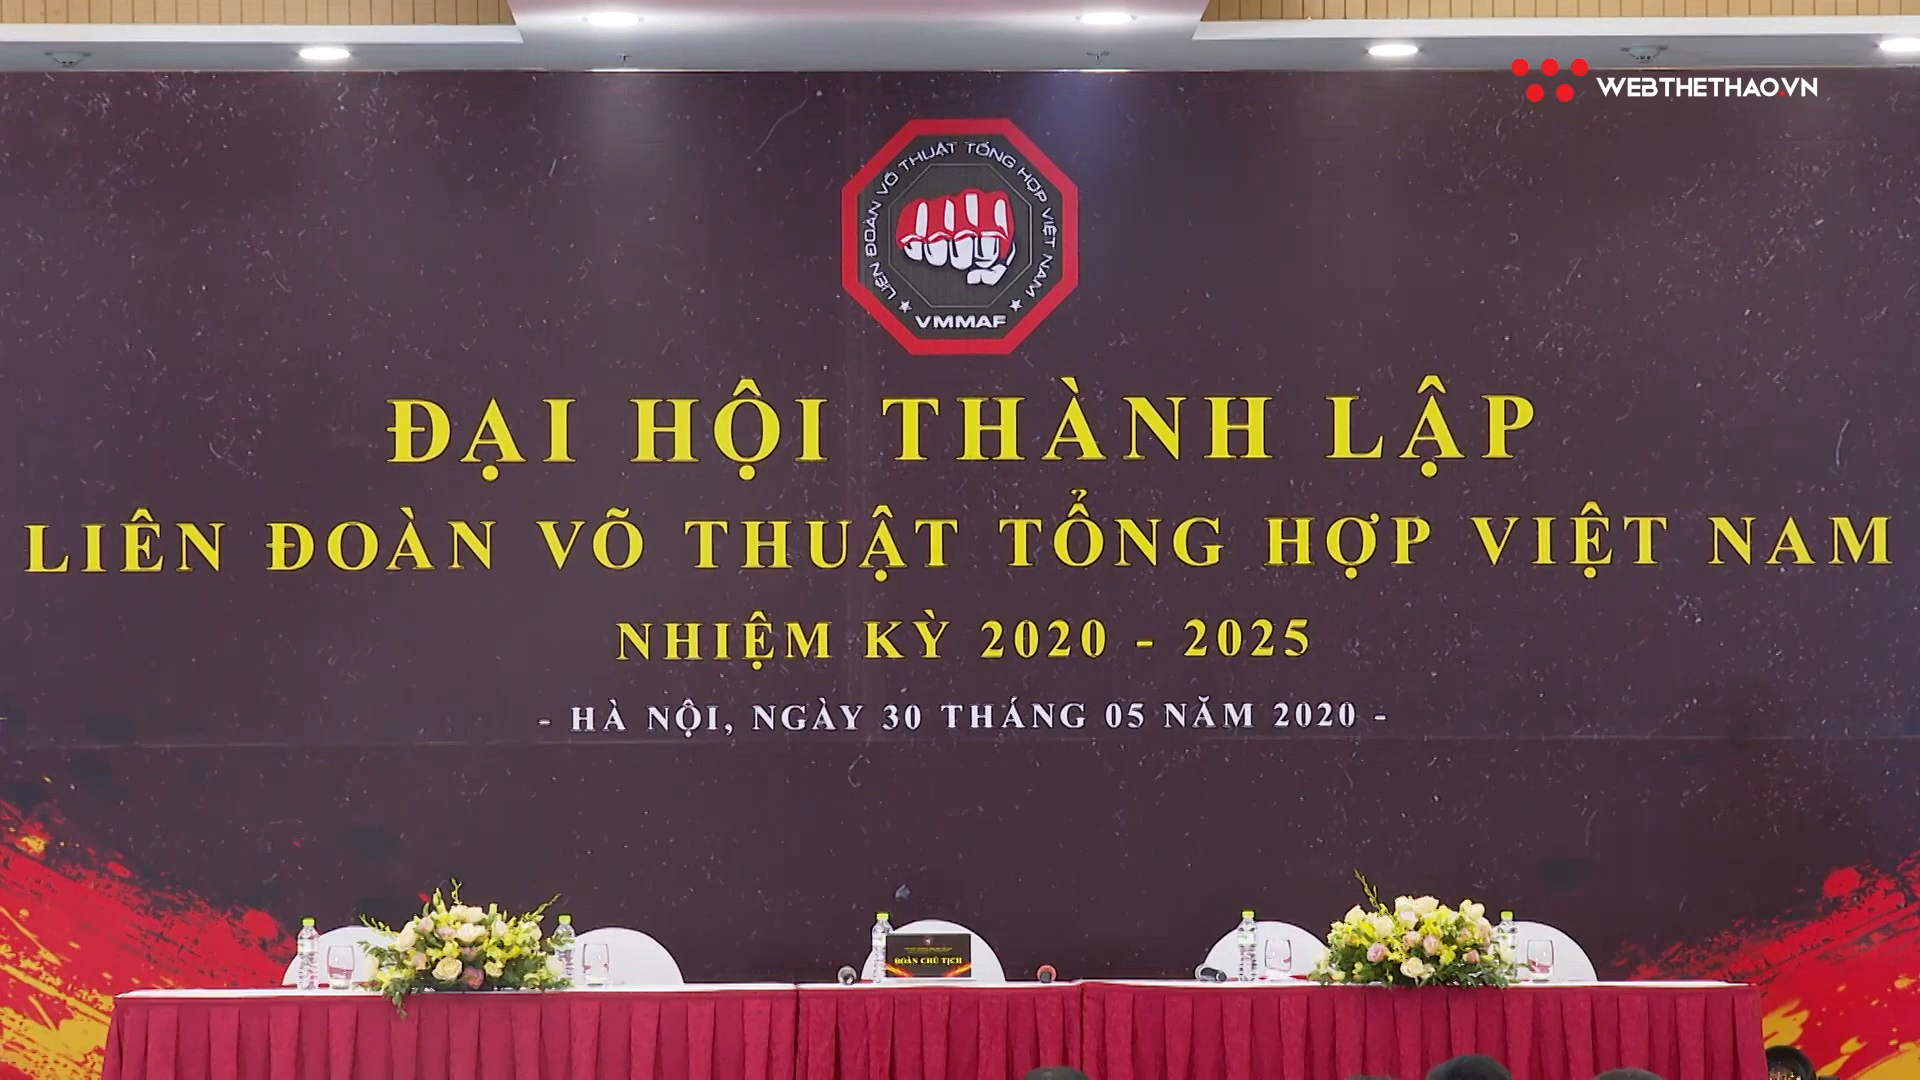 WEBTHETHAO.VN
LIÊN ĐOÀN VÕ THUẬT TỔNG HỢP VIỆT NAM
VMMAF
ĐẠI HỘI THÀNH LẬP
LIÊN ĐOÀN VÕ THUẬT TỔNG HỢP VIỆT NAM
NHIỆM KỲ 2020 - 2025
- HÀ NỘI, NGÀY 30 THÁNG 05 NĂM 2020 -
ĐOÀN CHỦ TỊCH